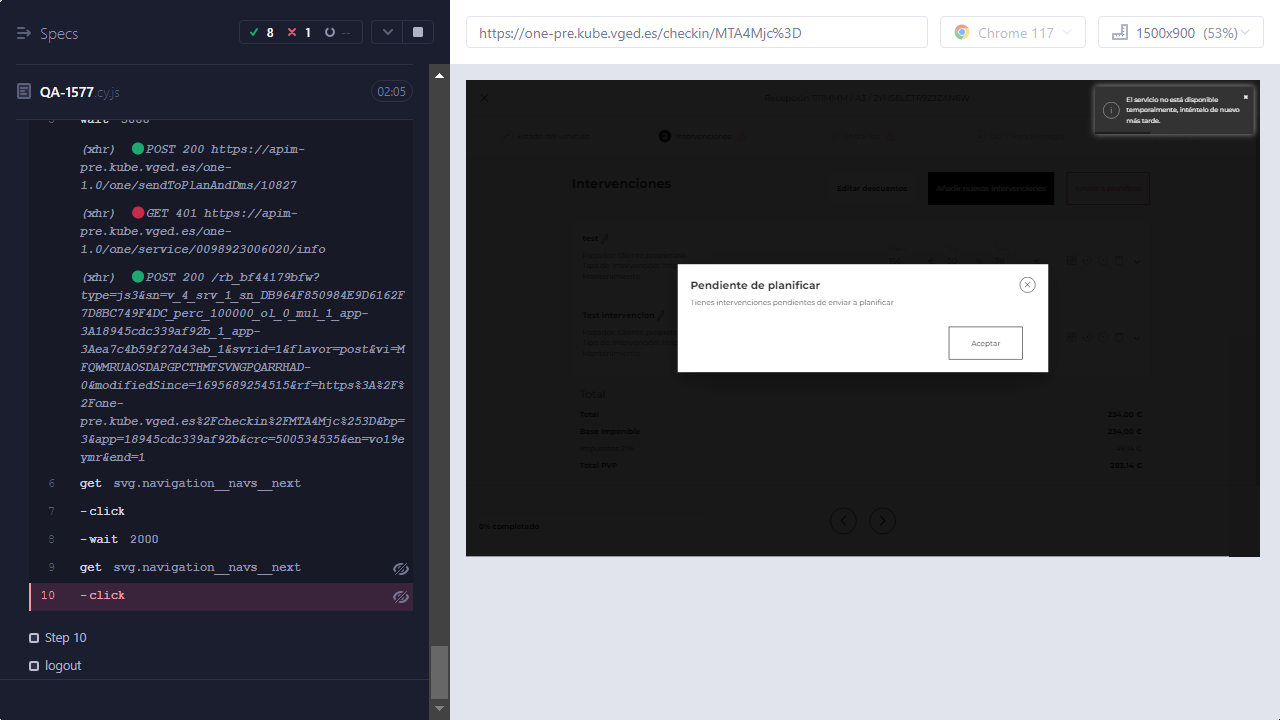 Specs
8 1 --
https://one-pre.kube.vged.es/checkin/MTA4Mjc%3D
Chrome 117
1500x900 (53%)
QA-1577.cy.js
02:05
wait 5000
(xhr) POST 200 https://apim-
pre.kube.vged.es/one-
1.0/one/sendToPlanAndDms/10827
(xhr) GET 401 https://apim-
pre.kube.vged.es/one-
1.0/one/service/0098923006020/info
(xhr) POST 200 /rb_bf44179bfw?
type=js3&sn=v_4_srv_1_sn_DB964F850984E9D6162F
7D8BC749F4DC_perc_100000_ol_0_mul_1_app-
3A18945cdc339af92b_1_app-
3Aea7c4b59f27d43eb_1&svrid=1&flavor=post&vi=M
FQWMRUAOSDAPGPCTHMFSVNGPQARRHAD-
0&modifiedSince=1695689254515&rf=https%3A%2F%
2Fone-
pre.kube.vged.es%2Fcheckin%2FMTA4Mjc%253D&bp=
3&app=18945cdc339af92b&crc=500534535&en=vo19e
ymr&end=1
6 get svg.navigation__navs__next
7 -click
8 -wait 2000
9 get svg.navigation__navs__next
10 -click
Step 10
logout
El servicio no está disponible
temporalmente, inténtelo de nuevo
más tarde.
Intervenciones
Editar descuentos
Añadir nuevas intervenciones
test
Test intervencion
Pendiente de planificar
Tienes intervenciones pendientes de enviar a planificar
Aceptar
Total
Total 234.00 €
Base imponible 234.00 €
Total PVP 283.14 €
0% completado